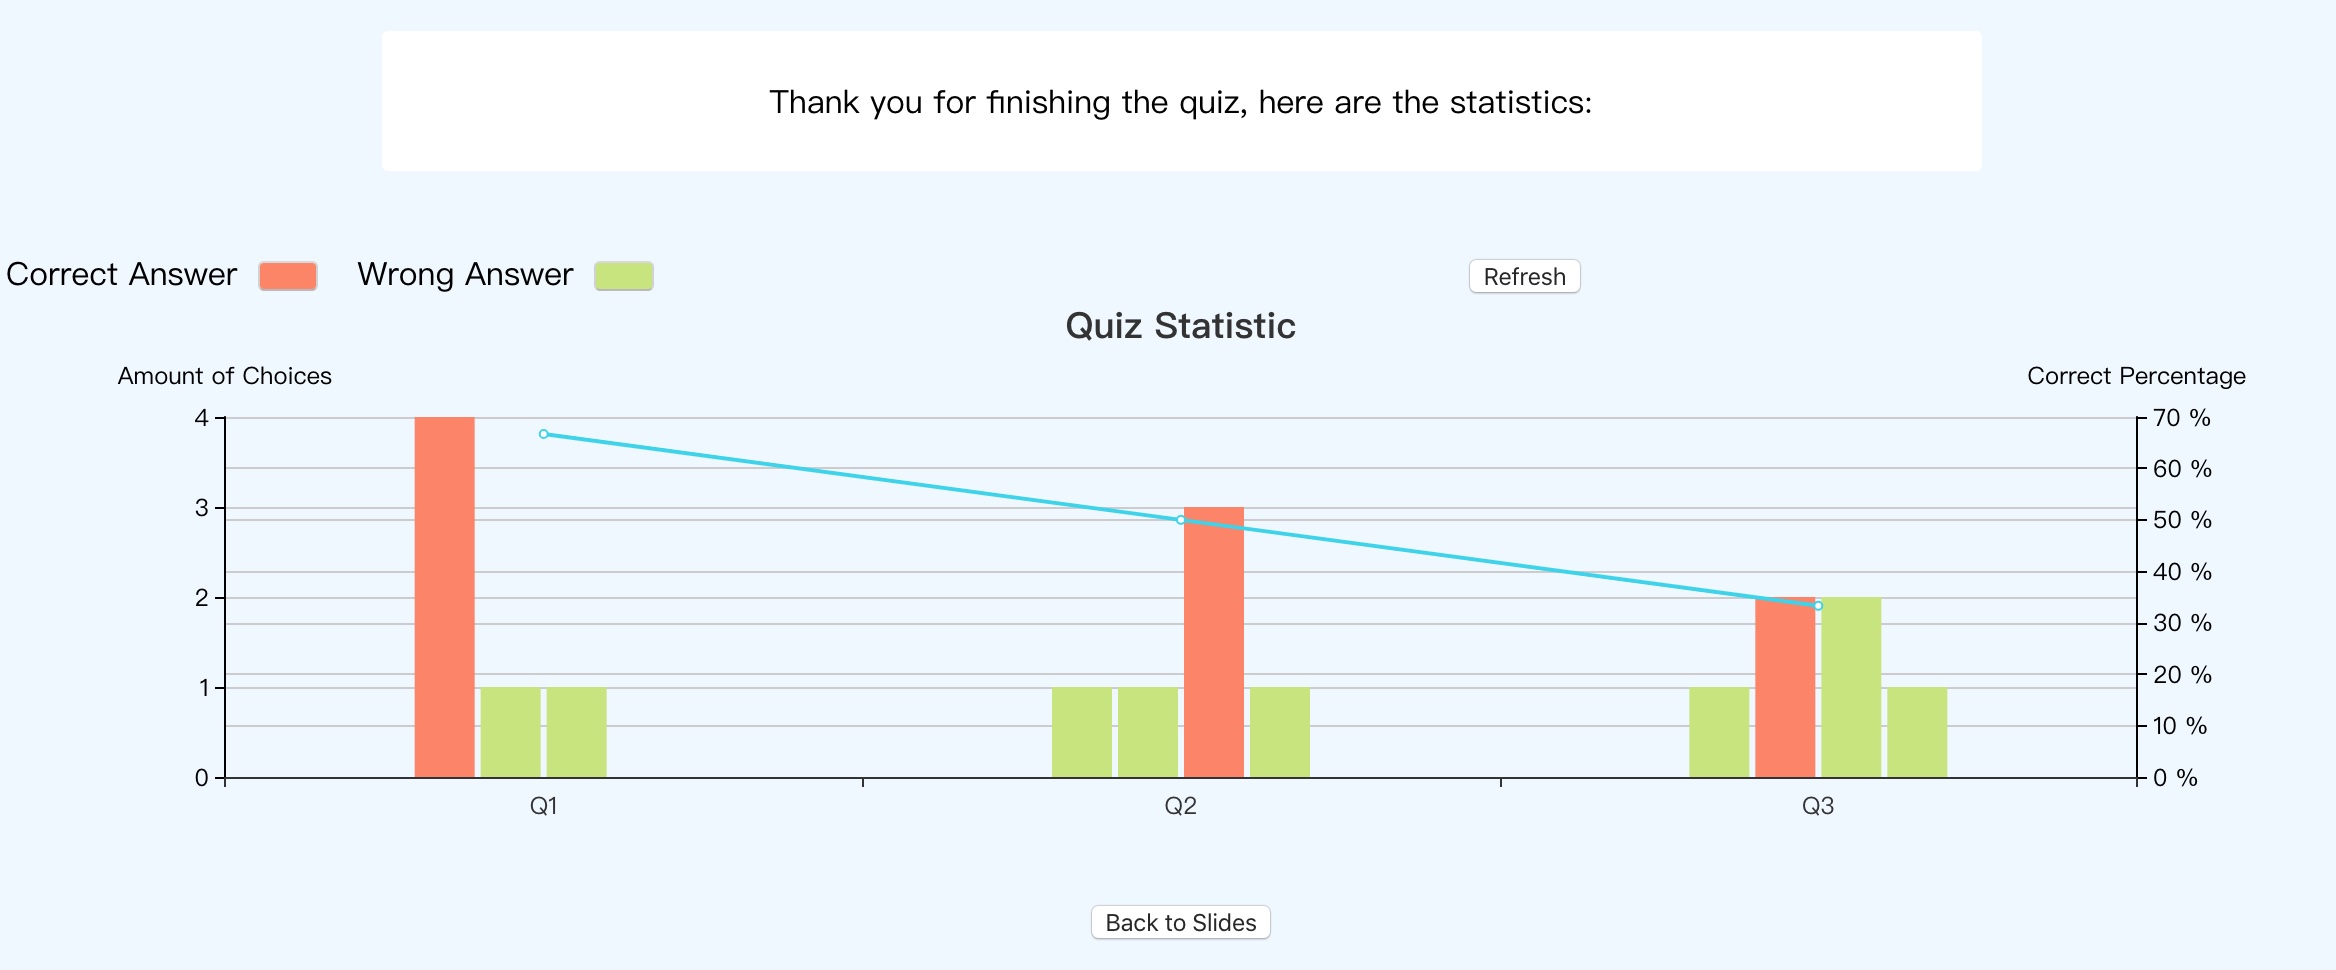 Thank you for finishing the quiz, here are the statistics:
Correct Answer
Wrong Answer
Refresh
Quiz Statistic
Amount of Choices
Correct Percentage
4
3
2
1
0
70 %
60 %
50 %
40 %
30 %
20 %
10 %
0 %
Q1
Q2
Q3
Back to Slides